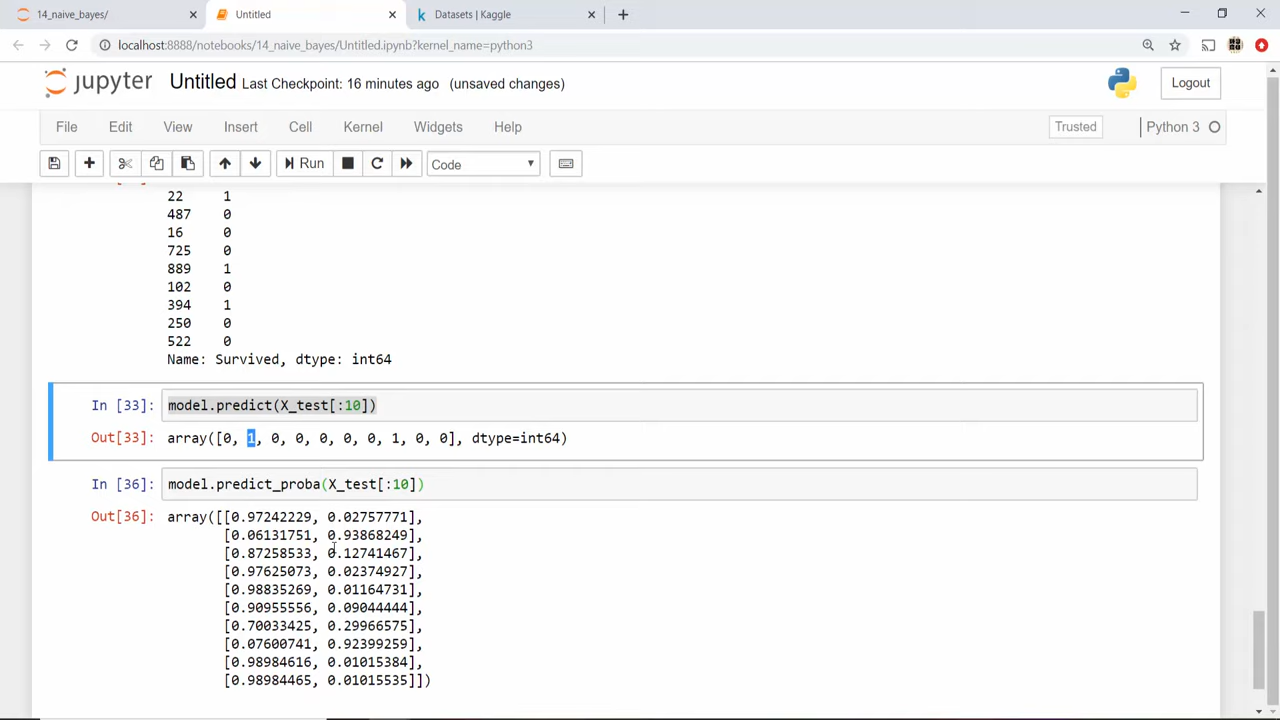 14_naive_bayes/
Untitled
Datasets | Kaggle
localhost:8888/notebooks/14_naive_bayes/Untitled.ipynb?kernel_name=python3
jupyter Untitled Last Checkpoint: 16 minutes ago (unsaved changes)
Logout
File Edit View Insert Cell Kernel Widgets Help
Trusted
Python 3
Run
Code
22 1
487 0
16 0
725 0
889 1
102 0
394 1
250 0
522 0
Name: Survived, dtype: int64
In [33]: model.predict(X_test[:10])
Out[33]: array([0, 1, 0, 0, 0, 0, 0, 1, 0, 0], dtype=int64)
In [36]: model.predict_proba(X_test[:10])
Out[36]: array([[0.97242229, 0.02757771],
[0.06131751, 0.93868249],
[0.87258533, 0.12741467],
[0.97625073, 0.02374927],
[0.98835269, 0.01164731],
[0.90955556, 0.09044444],
[0.70033425, 0.29966575],
[0.07600741, 0.92399259],
[0.98984616, 0.01015384],
[0.98984465, 0.01015535]])